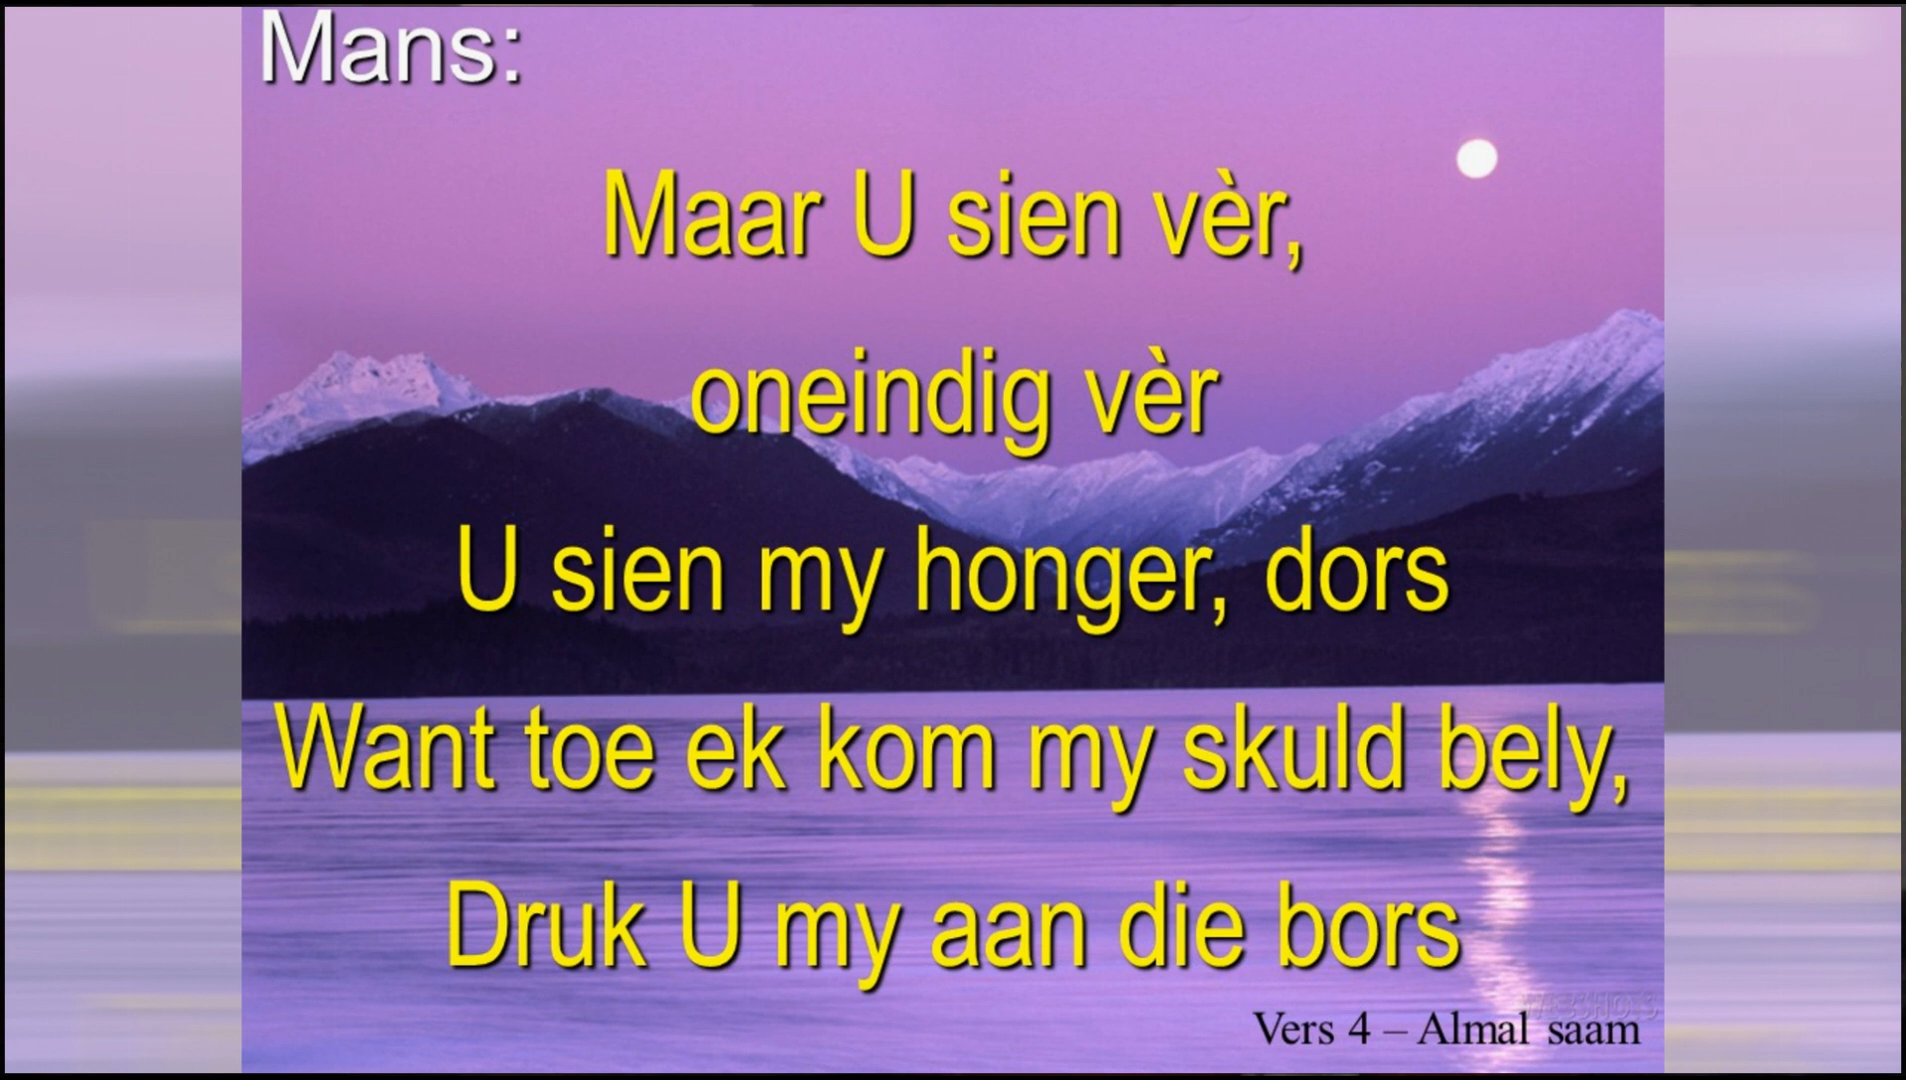 Mans:
Maar U sien vèr,
oneindig vèr
U sien my honger, dors
Want toe ek kom my skuld bely,
Druk U my aan die bors
WEBSHOTS
Vers 4 – Almal saam